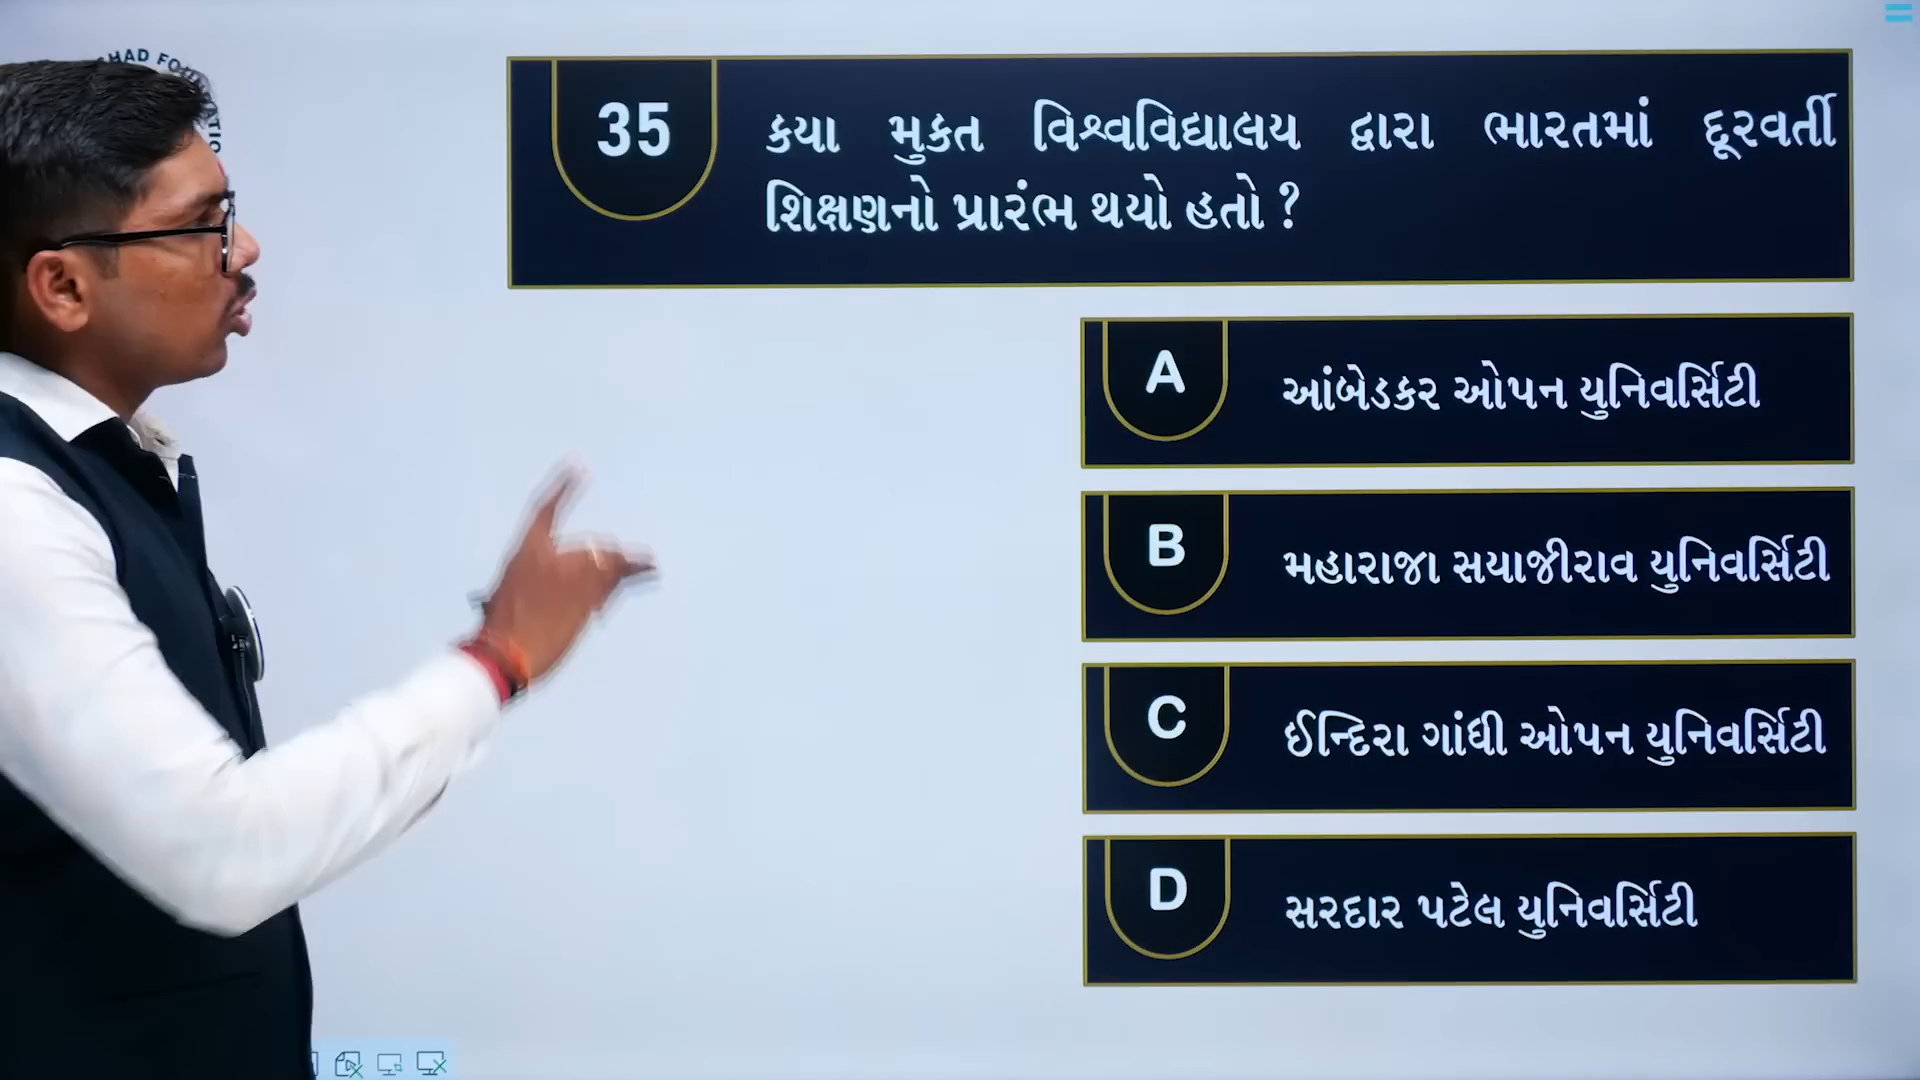 35
કયા મુકત વિશ્વવિદ્યાલય દ્વારા ભારતમાં દૂરવર્તી
શિક્ષણનો પ્રારંભ થયો હતો ?
A
આંબેડકર ઓપન યુનિવર્સિટી
B
મહારાજા સયાજીરાવ યુનિવર્સિટી
C
ઈન્દિરા ગાંધી ઓપન યુનિવર્સિટી
D
સરદાર પટેલ યુનિવર્સિટી